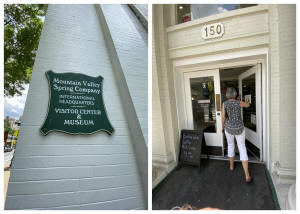 Mountain Valley
Spring Company
INTERNATIONAL
HEADQUARTERS
VISITOR CENTER
&
MUSEUM
150